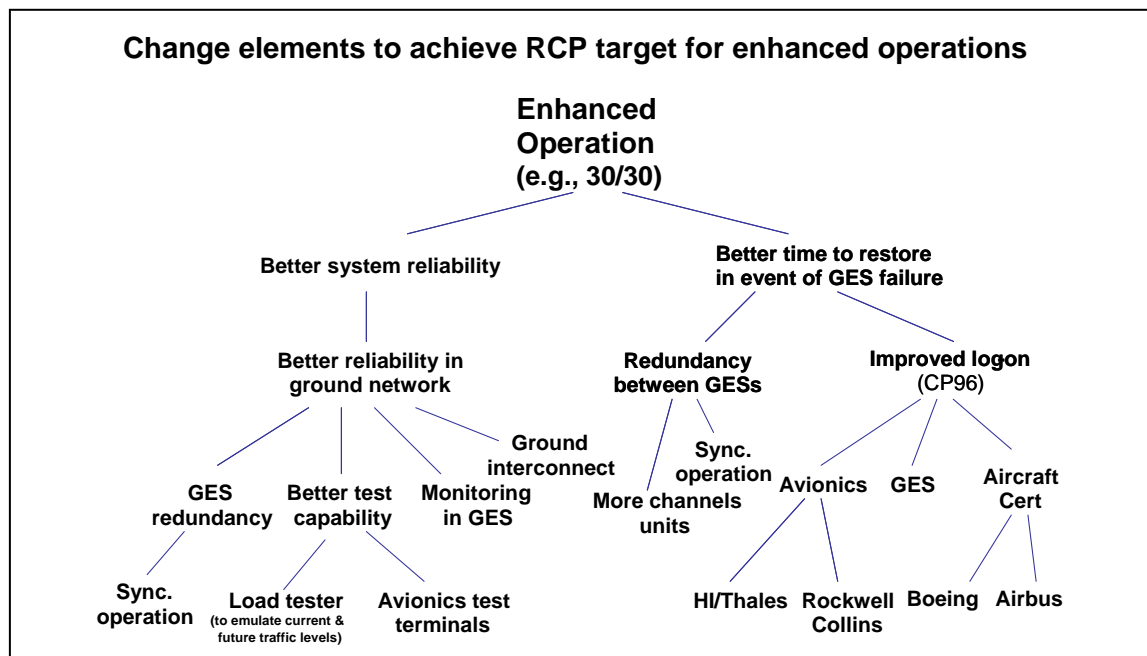 Change elements to achieve RCP target for enhanced operations
Enhanced
Operation
(e.g., 30/30)
Better system reliability
Better time to restore
in event of GES failure
Better reliability in
ground network
Redundancy
between GESs
Improved logon
(CP96)
GES
redundancy
Better test
capability
Monitoring
in GES
Ground
interconnect
More channels
units
Sync.
operation
Avionics
GES
Aircraft
Cert
Sync.
operation
Load tester
(to emulate current &
future traffic levels)
Avionics test
terminals
HI/Thales
Rockwell
Collins
Boeing
Airbus